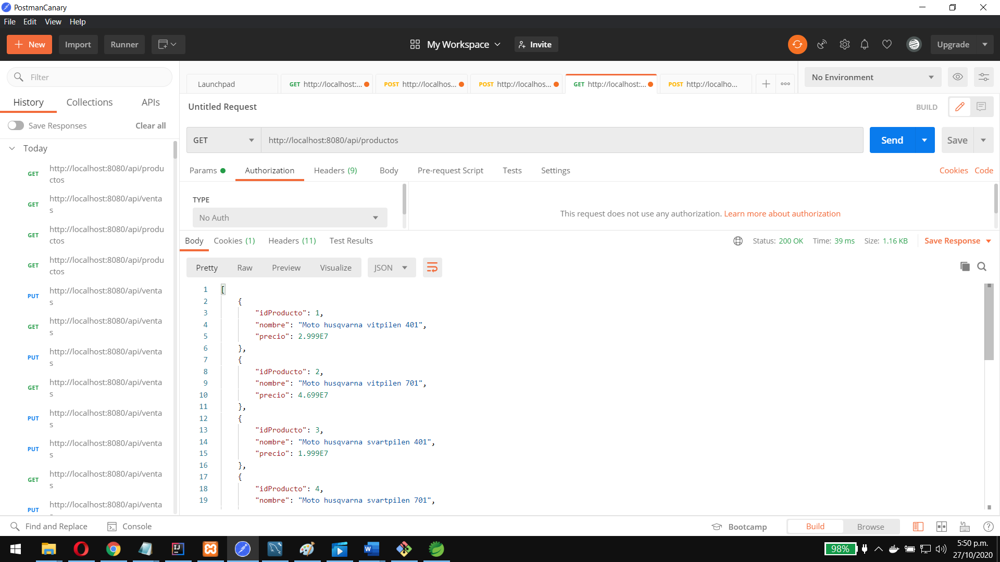 PostmanCanary
File Edit View Help
New Import Runner My Workspace Invite Upgrade
Filter
History Collections APIs
Save Responses Clear all
Today
GET http://localhost:8080/api/produ
ctos
GET http://localhost:8080/api/venta
s
GET http://localhost:8080/api/produ
ctos
GET http://localhost:8080/api/produ
ctos
PUT http://localhost:8080/api/venta
s
GET http://localhost:8080/api/venta
s
PUT http://localhost:8080/api/venta
s
GET http://localhost:8080/api/venta
s
PUT http://localhost:8080/api/venta
s
PUT http://localhost:8080/api/venta
s
GET http://localhost:8080/api/venta
s
PUT http://localhost:8080/api/venta
Launchpad GET http://localhost:... POST http://localhos... POST http://localhos... GET http://localhost:... POST http://localho...
No Environment
Untitled Request BUILD
GET http://localhost:8080/api/productos Send Save
Params Authorization Headers (9) Body Pre-request Script Tests Settings Cookies Code
TYPE
No Auth
This request does not use any authorization. Learn more about authorization
Body Cookies (1) Headers (11) Test Results Status: 200 OK Time: 39 ms Size: 1.16 KB Save Response
Pretty Raw Preview Visualize JSON
1 [
2 {
3 "idProducto": 1,
4 "nombre": "Moto husqvarna vitpilen 401",
5 "precio": 2.999E7
6 },
7 {
8 "idProducto": 2,
9 "nombre": "Moto husqvarna vitpilen 701",
10 "precio": 4.699E7
11 },
12 {
13 "idProducto": 3,
14 "nombre": "Moto husqvarna svartpilen 401",
15 "precio": 1.999E7
16 },
17 {
18 "idProducto": 4,
19 "nombre": "Moto husqvarna svartpilen 701",
Find and Replace Console Bootcamp Build Browse
98% 5:50 p.m.
27/10/2020